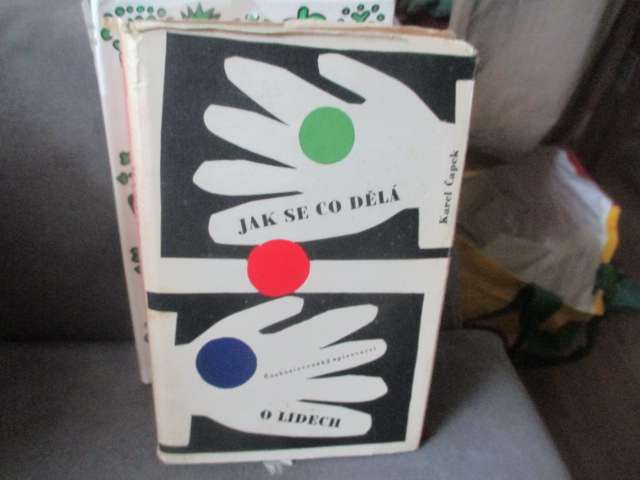 JAK SE CO DĚLÁ
Karel Čapek
Československý spisovatel
O LIDECH